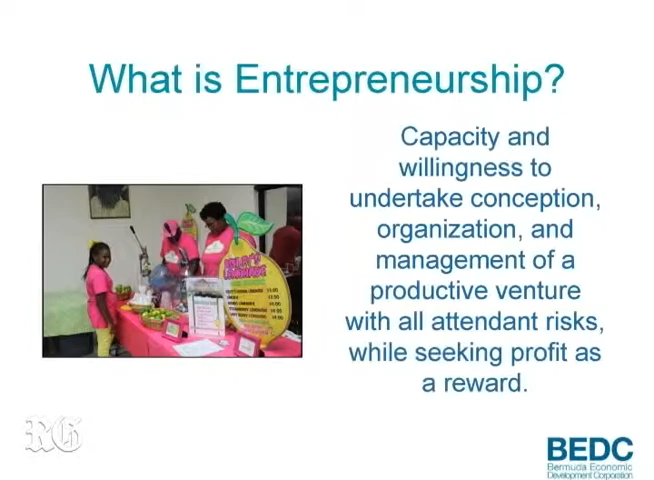 What is Entrepreneurship?
Capacity and
willingness to
undertake conception,
organization, and
management of a
productive venture
with all attendant risks,
while seeking profit as
a reward.
RG
BEDC
Bermuda Economic
Development Corporation